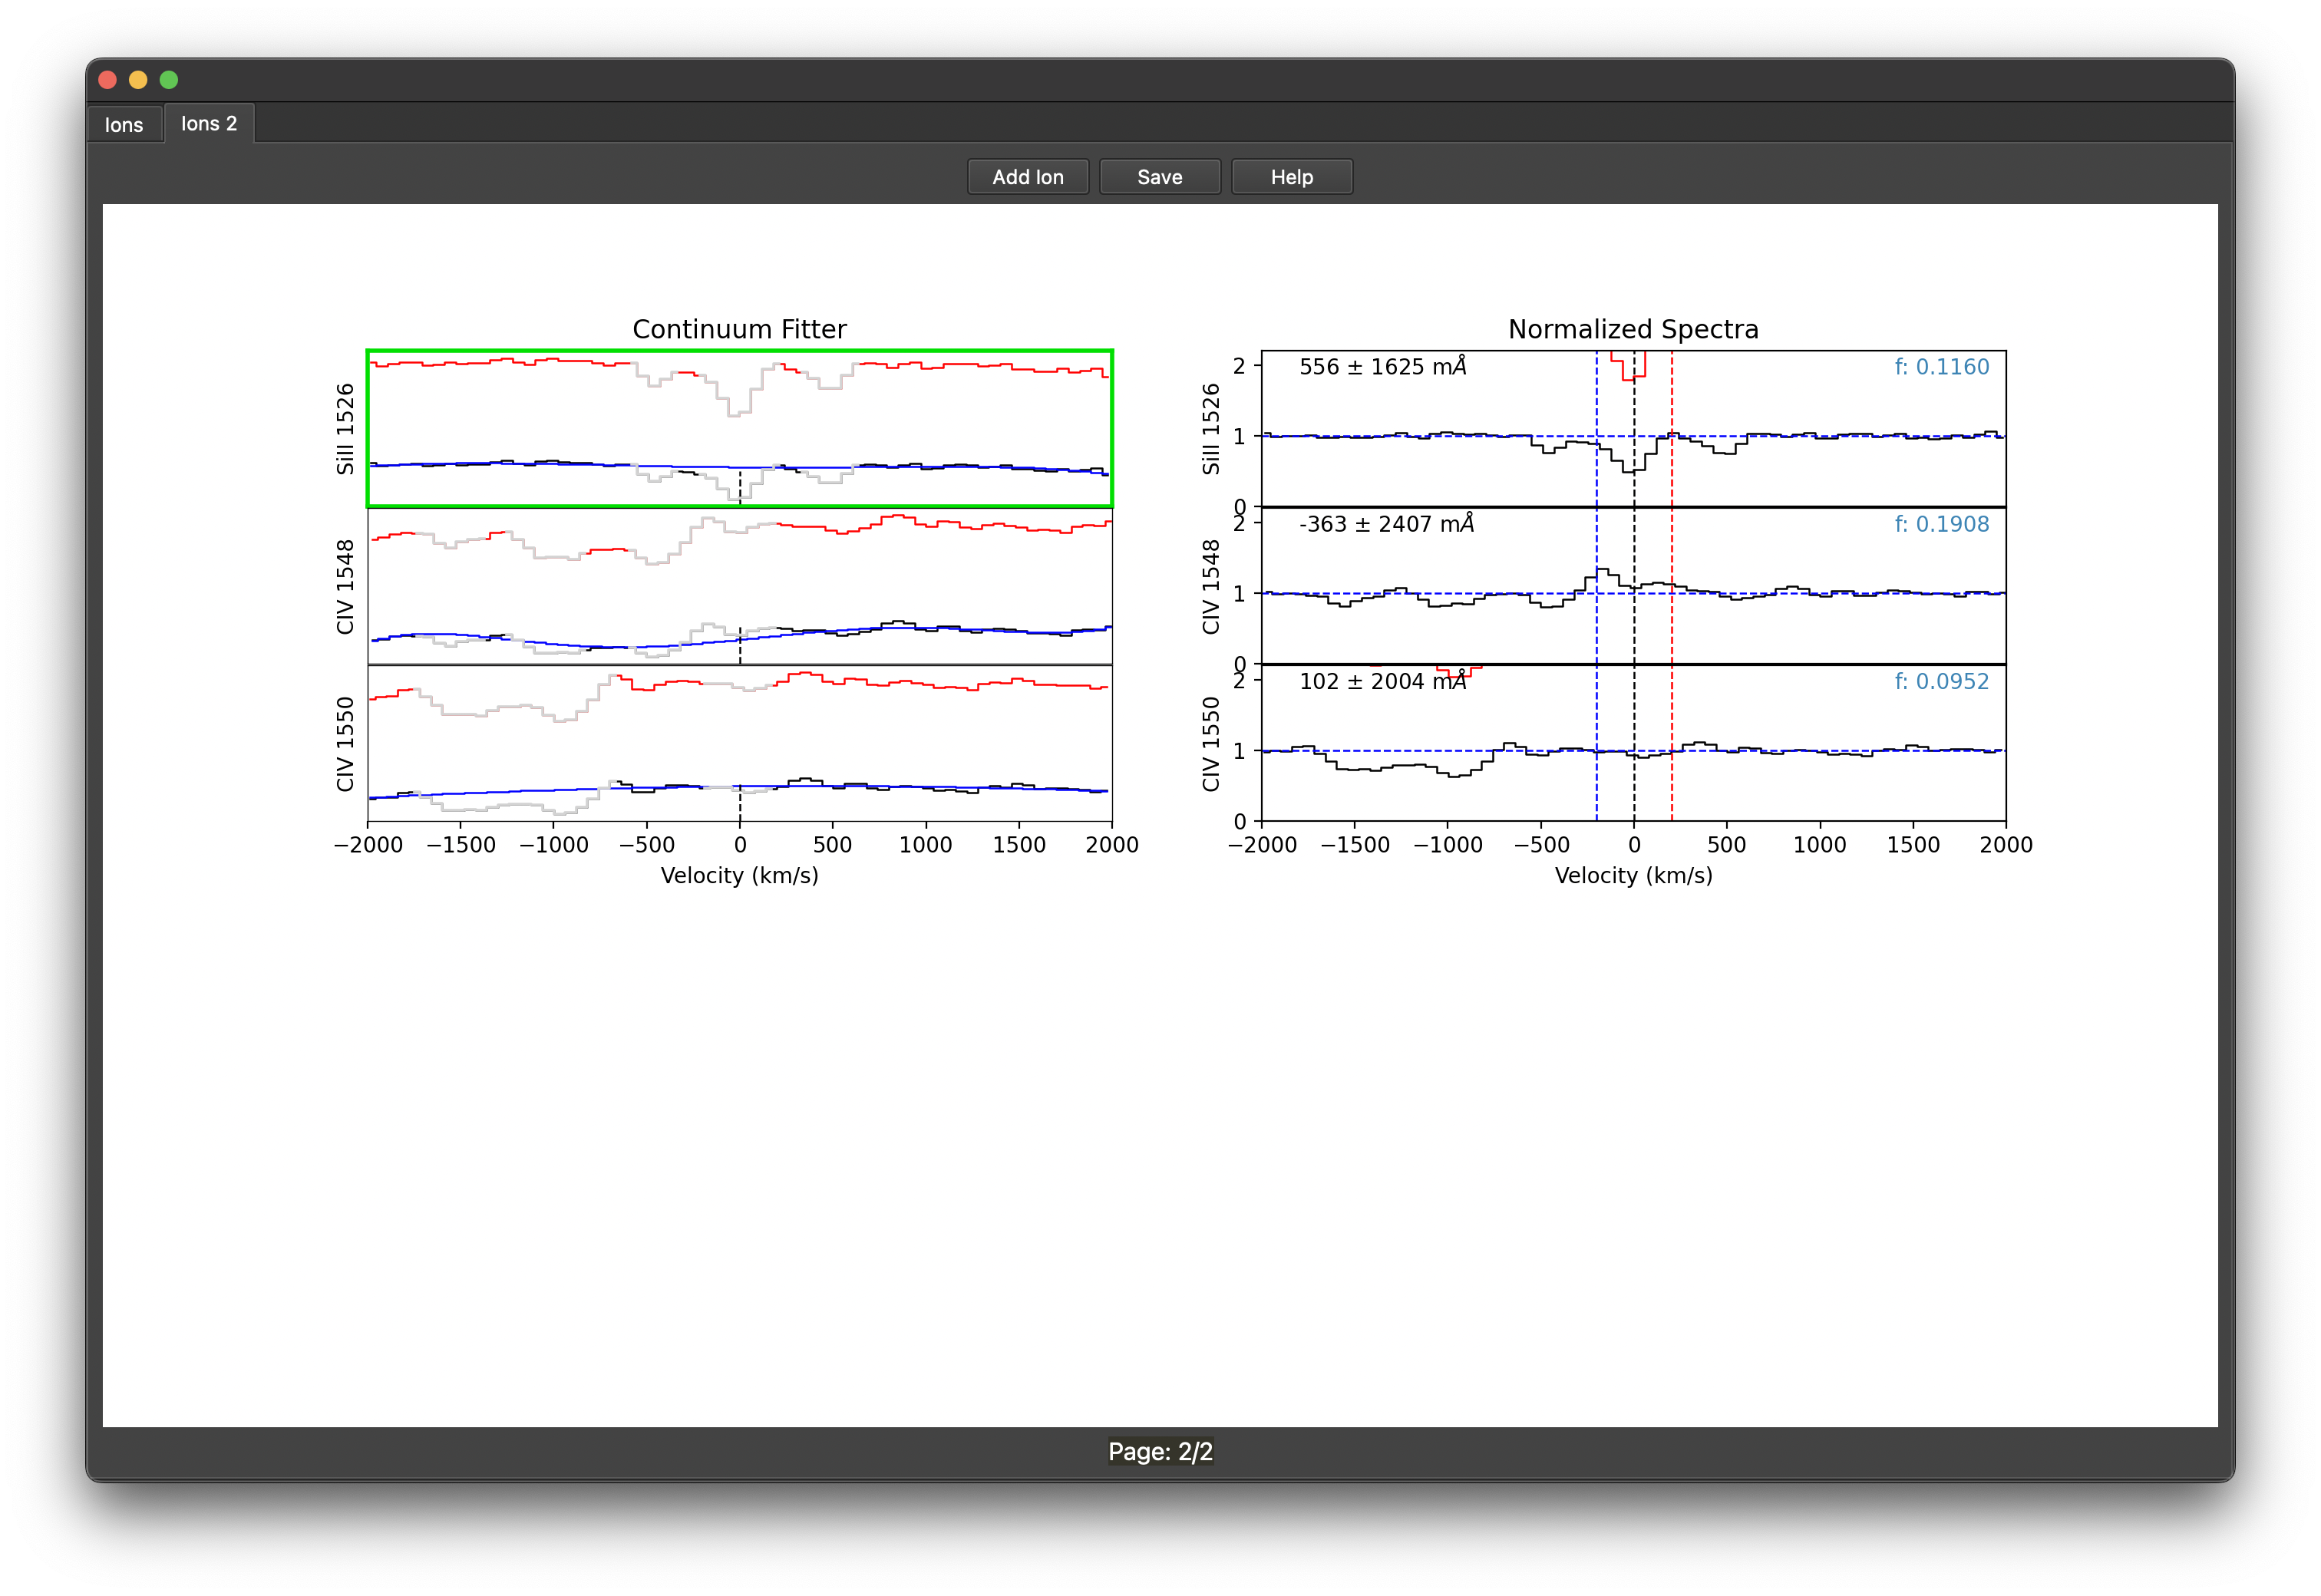 Ions
Ions 2
Add Ion
Save
Help
Continuum Fitter
SiII 1526
CIV 1548
CIV 1550
−2000 −1500 −1000 −500 0 500 1000 1500 2000
Velocity (km/s)
Normalized Spectra
SiII 1526
2
1
0
556 ± 1625 mÅ
f: 0.1160
CIV 1548
2
1
0
-363 ± 2407 mÅ
f: 0.1908
CIV 1550
2
1
0
102 ± 2004 mÅ
f: 0.0952
−2000 −1500 −1000 −500 0 500 1000 1500 2000
Velocity (km/s)
Page: 2/2